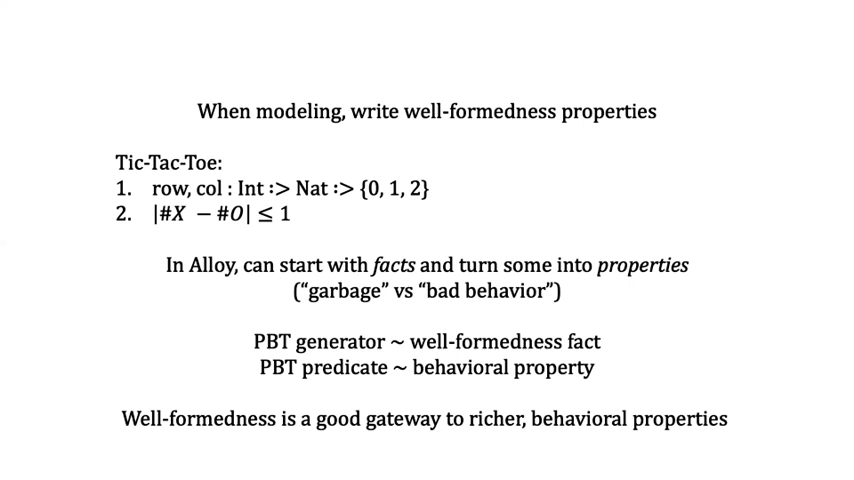 When modeling, write well-formedness properties
Tic-Tac-Toe:
1. row, col : Int :> Nat :> {0, 1, 2}
2. |#X − #O| ≤ 1
In Alloy, can start with facts and turn some into properties
(“garbage” vs “bad behavior”)
PBT generator ~ well-formedness fact
PBT predicate ~ behavioral property
Well-formedness is a good gateway to richer, behavioral properties